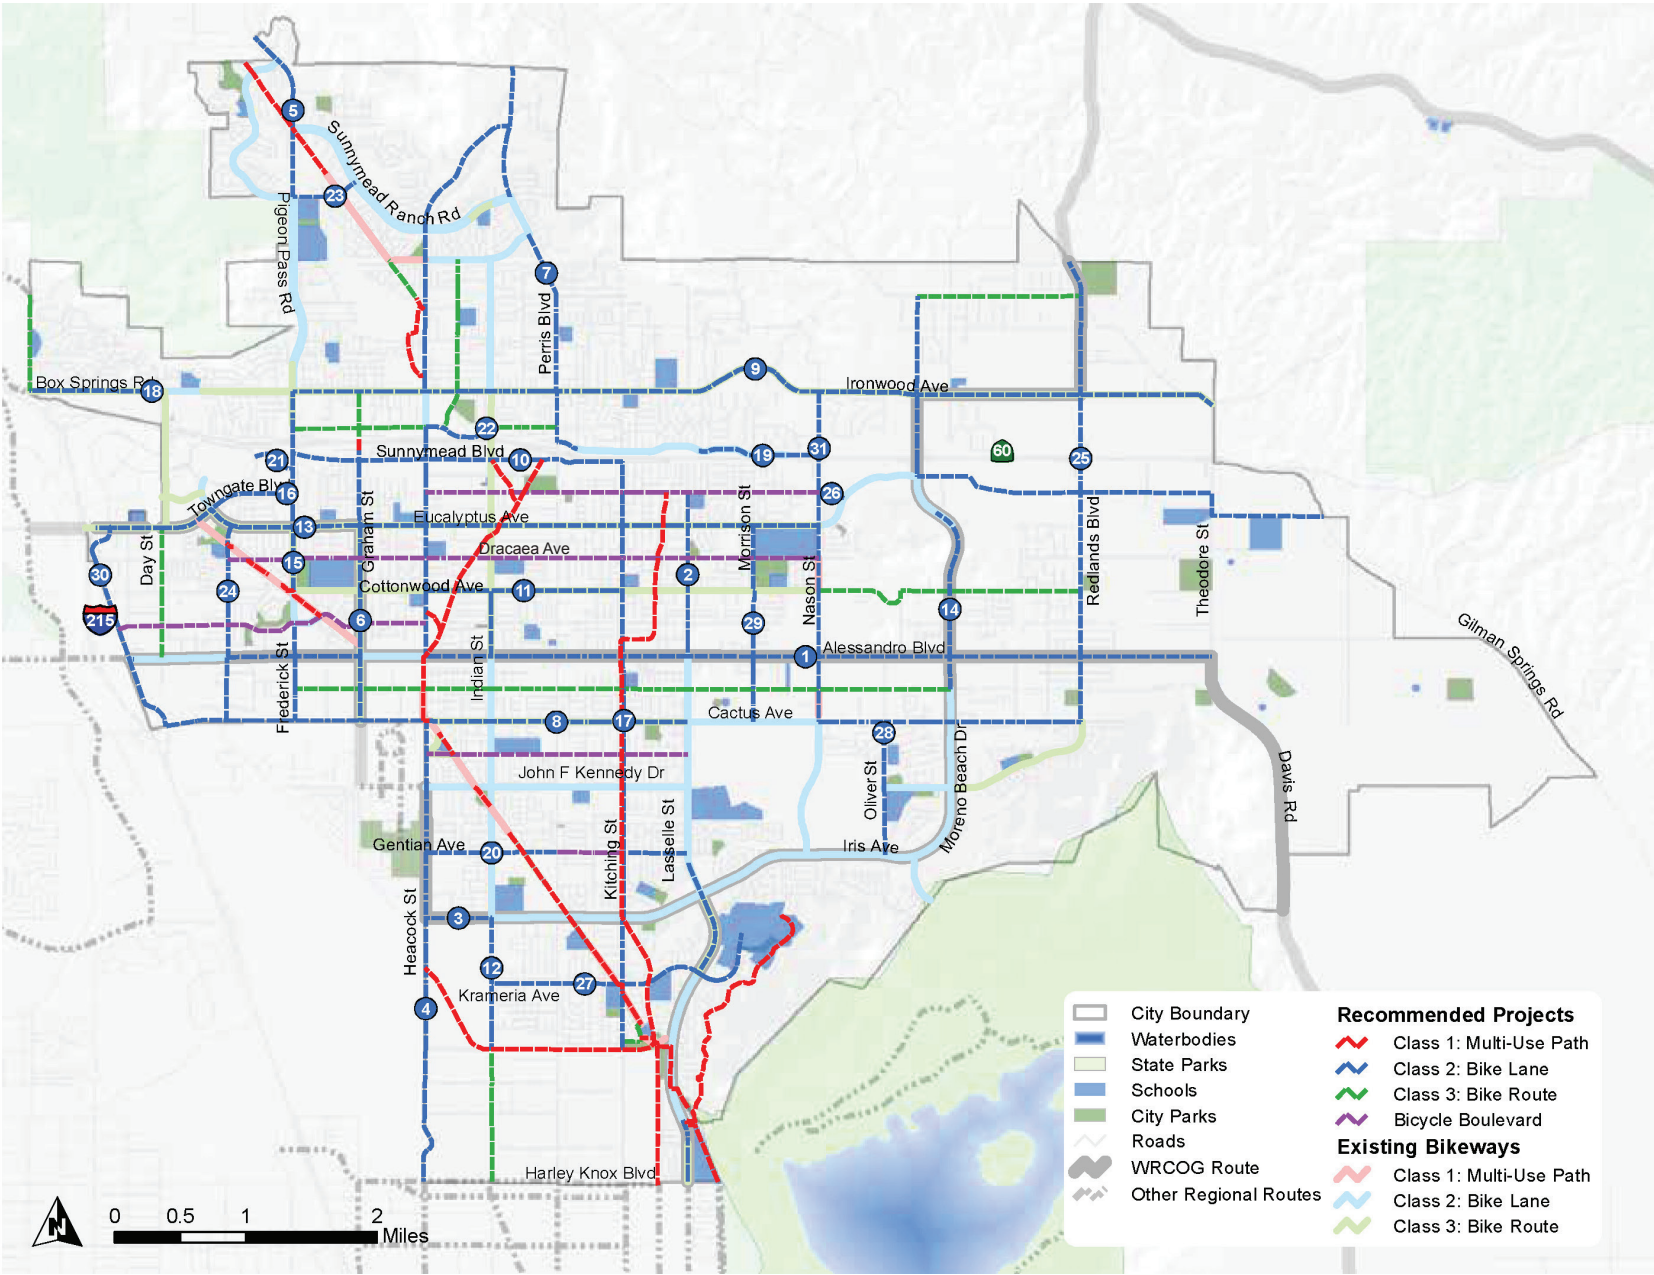 5
Sunnymead Ranch Rd
23
Pigeon Pass Rd
7
Perris Blvd
9
Box Springs Rd
18
Ironwood Ave
22
Sunnymead Blvd
10
21
19
31
60
25
16
Towngate Blvd
26
Graham St
Morrison St
Eucalyptus Ave
13
Redlands Blvd
Theodore St
Day St
Dracaea Ave
15
30
24
Cottonwood Ave
11
2
Nason St
215
6
29
14
Gilman Springs Rd
Frederick St
Indian St
1
Alessandro Blvd
Cactus Ave
8
17
28
John F Kennedy Dr
Oliver St
Moreno Beach Dr
Davis Rd
Gentian Ave
20
Kitching St
Lasselle St
Iris Ave
Heacock St
3
12
27
Krameria Ave
4
Harley Knox Blvd
N
0 0.5 1 2
Miles
City Boundary
Waterbodies
State Parks
Schools
City Parks
Roads
WRCOG Route
Other Regional Routes
Recommended Projects
Class 1: Multi-Use Path
Class 2: Bike Lane
Class 3: Bike Route
Bicycle Boulevard
Existing Bikeways
Class 1: Multi-Use Path
Class 2: Bike Lane
Class 3: Bike Route